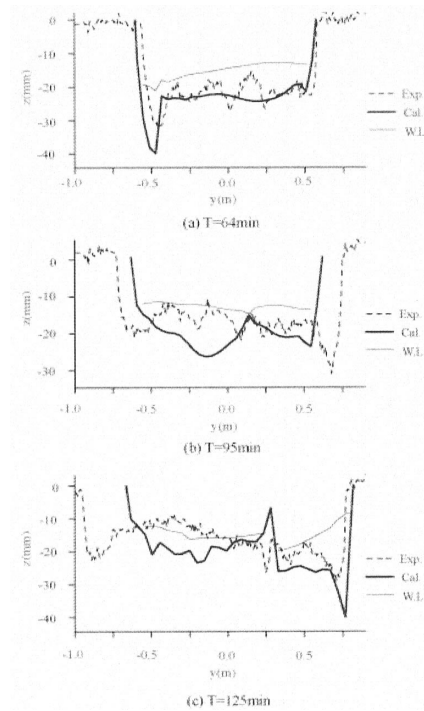 0
-10
-20
-30
-40
z(mm)
-1.0 -0.5 0.0 0.5
y(m)
Exp.
Cal.
W.L
(a) T=64min
0
-10
-20
-30
z(mm)
-1.0 -0.5 0.0 0.5
y(m)
Exp.
Cal.
W.L
(b) T=95min
0
-10
-20
-30
-40
z(mm)
-1.0 -0.5 0.0 0.5
y(m)
Exp.
Cal.
W.L
(c) T=125min